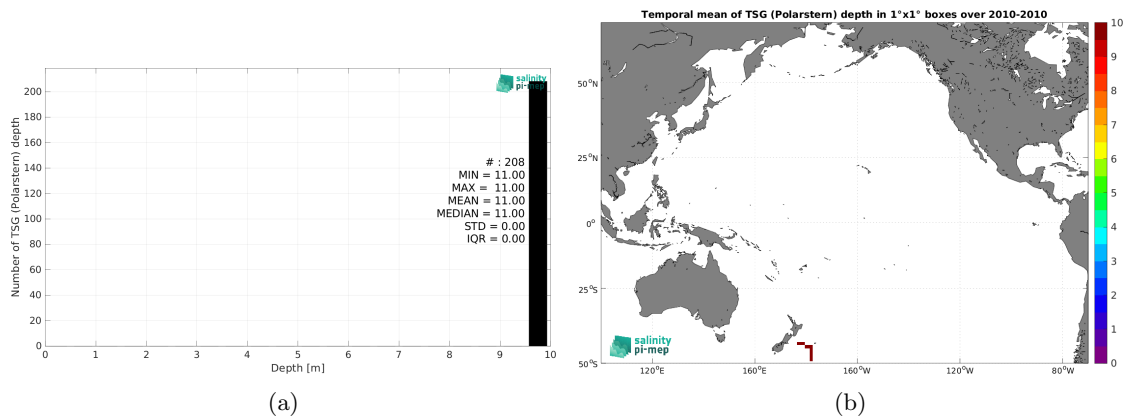 salinity
pi-mep
200
180
160
140
120
100
80
60
40
20
0
Number of TSG (Polarstern) depth
# : 208
MIN = 11.00
MAX = 11.00
MEAN = 11.00
MEDIAN = 11.00
STD = 0.00
IQR = 0.00
0 1 2 3 4 5 6 7 8 9 10
Depth [m]
(a)
Temporal mean of TSG (Polarstern) depth in 1°x1° boxes over 2010-2010
50°N
25°N
0°
25°S
50°S
120°E 160°E 160°W 120°W 80°W
salinity
pi-mep
10
9
8
7
6
5
4
3
2
1
0
(b)